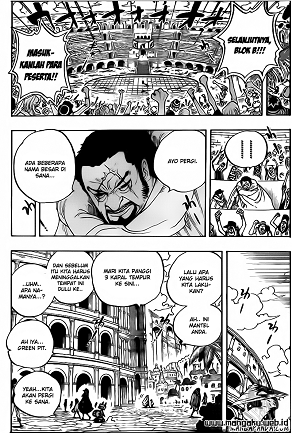 SELANJUTNYA,
BLOK B!!!
MASUK-
KANLAH PARA
PESERTA!!
AYO PERGI.
ADA BEBERAPA
NAMA BESAR DI
SANA...
LALU APA
YANG HARUS
KITA LAKU-
KAN?
INI
MANTEL
ANDA.
MARI KITA PANGGI
3 KAPAL TEMPUR
KE SINI...
DAN SEBELUM
ITU KITA HARUS
MENINGGALKAN
TEMPAT INI
DULU KE..
..UHM..
APA NA-
MANYA...?
AH IYA..
GREEN PIT.
YEAH...KITA
AKAN PERGI
KE SANA.
www.mangaku.web.id
MANGAPANDA.COM